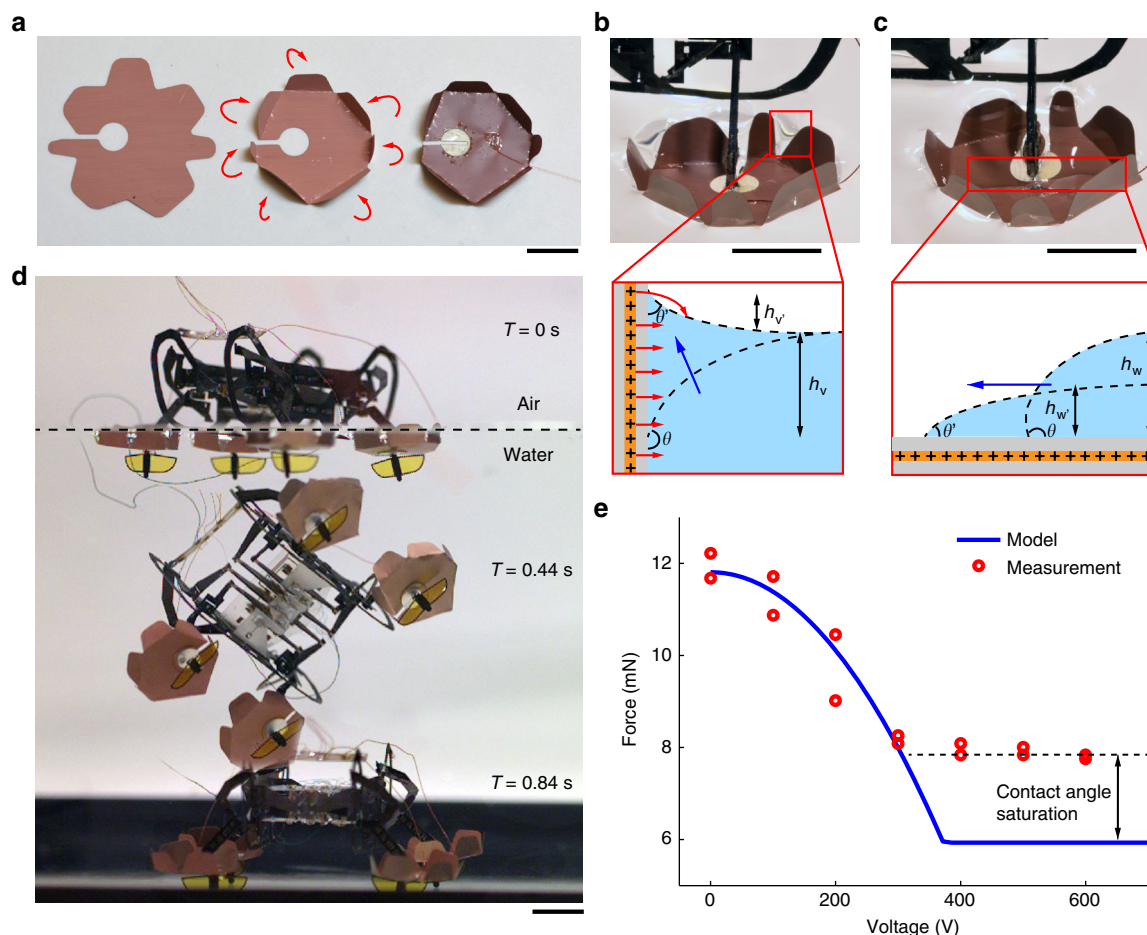 a
b
c
θ'
h_v'
h_v
θ
h_w
h_w'
θ'
θ
d
T = 0 s
Air
Water
T = 0.44 s
T = 0.84 s
e
Model
Measurement
12
10
8
6
Force (mN)
Contact angle
saturation
0
200
400
600
Voltage (V)